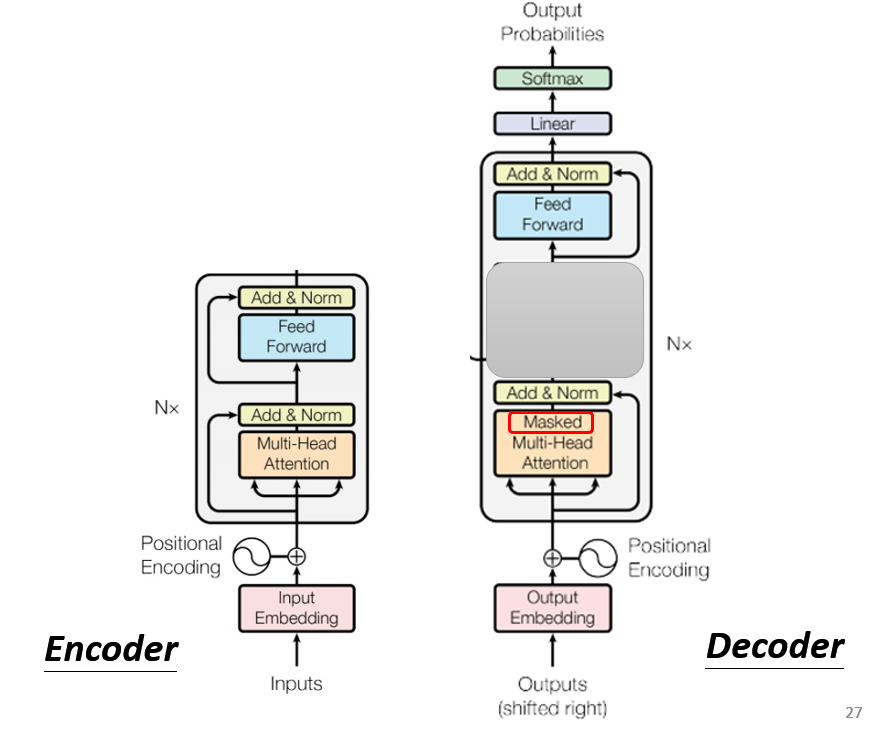 Output
Probabilities
Softmax
Linear
Add & Norm
Feed
Forward
Add & Norm
Masked
Multi-Head
Attention
Nx
Positional
Encoding
Output
Embedding
Outputs
(shifted right)
Decoder
Add & Norm
Feed
Forward
Add & Norm
Multi-Head
Attention
Nx
Positional
Encoding
Input
Embedding
Inputs
Encoder
27